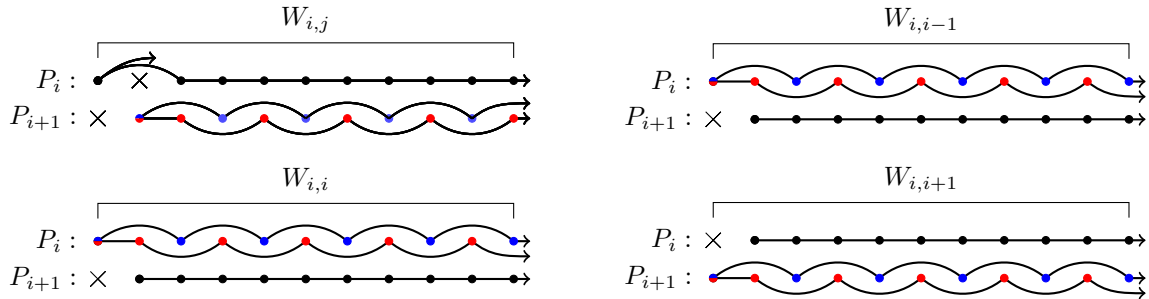 W_{i,j}
P_i :
P_{i+1} :
W_{i,i-1}
P_i :
P_{i+1} :
W_{i,i}
P_i :
P_{i+1} :
W_{i,i+1}
P_i :
P_{i+1} :